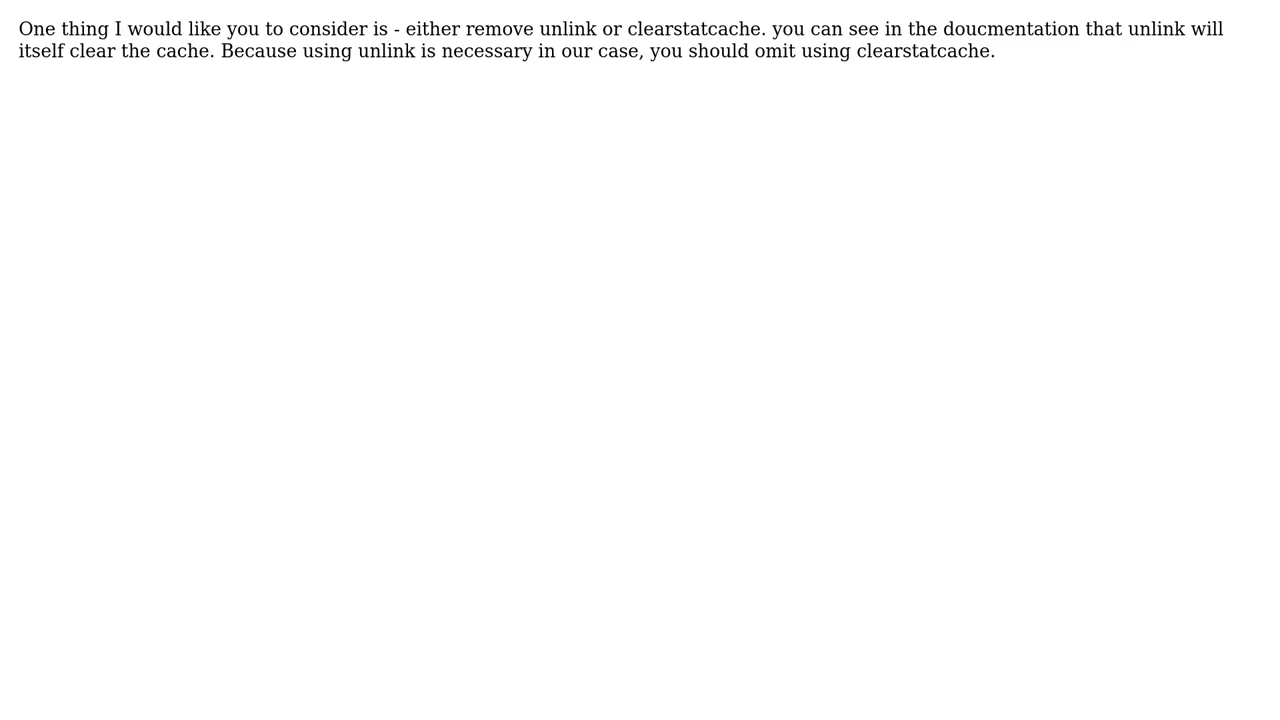 One thing I would like you to consider is - either remove unlink or clearstatcache. you can see in the doucmentation that unlink will
itself clear the cache. Because using unlink is necessary in our case, you should omit using clearstatcache.